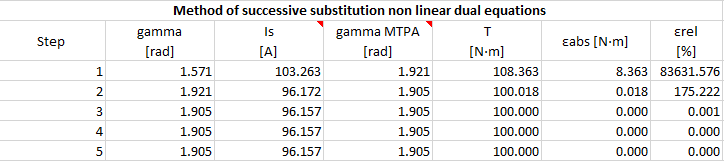 Method of successive substitution non linear dual equations
Step gamma [rad] Is [A] gamma MTPA [rad] T [N·m] εabs [N·m] εrel [%]
1 1.571 103.263 1.921 108.363 8.363 83631.576
2 1.921 96.172 1.905 100.018 0.018 175.222
3 1.905 96.157 1.905 100.000 0.000 0.001
4 1.905 96.157 1.905 100.000 0.000 0.000
5 1.905 96.157 1.905 100.000 0.000 0.000